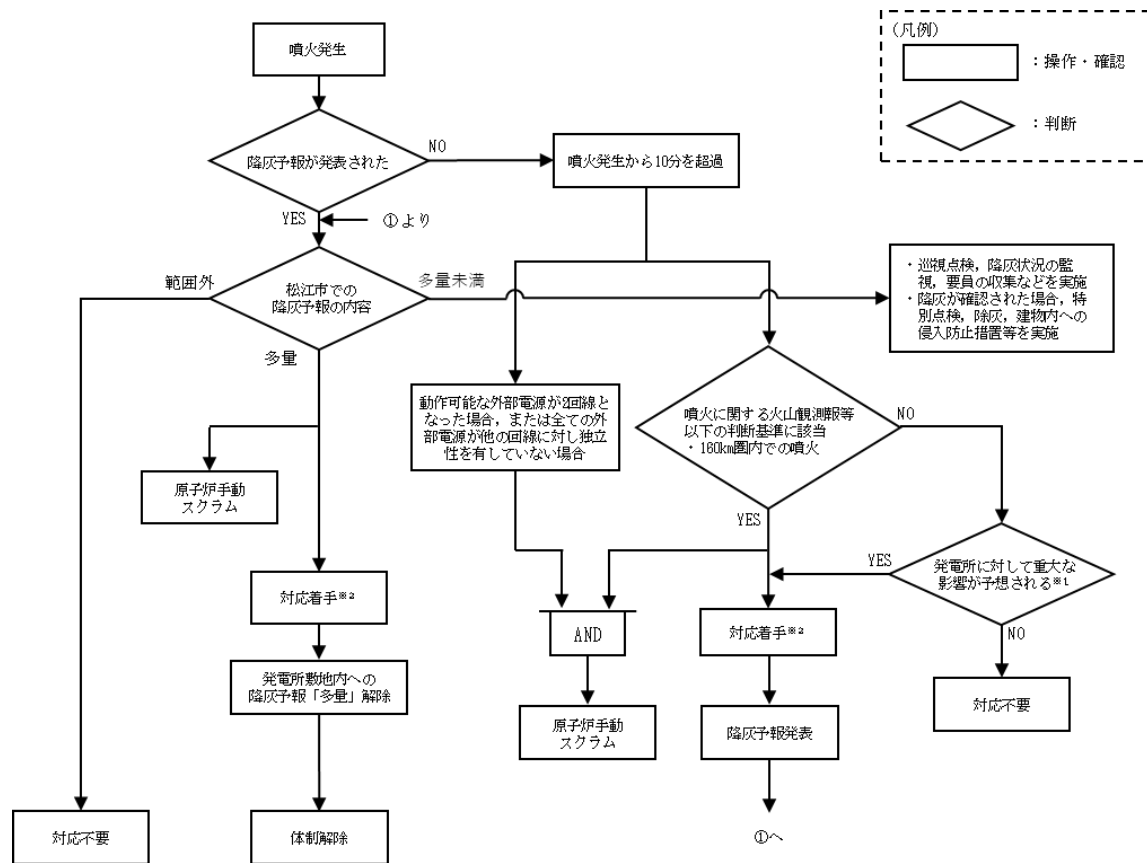 (凡例)
：操作・確認
：判断
噴火発生
降灰予報が発表された
NO
噴火発生から10分を超過
YES
①より
範囲外
松江市での
降灰予報の内容
多量未満
・巡視点検，降灰状況の監
視，要員の収集などを実施
・降灰が確認された場合，特
別点検，除灰，建物内への
侵入防止措置等を実施
多量
動作可能な外部電源が2回線と
なった場合，または全ての外
部電源が他の回線に対し独立
性を有していない場合
噴火に関する火山観測報等
以下の判断基準に該当
・160km圏内での噴火
NO
原子炉手動
スクラム
YES
YES
発電所に対して重大な
影響が予想される※1
対応着手※2
AND
対応着手※2
NO
発電所敷地内への
降灰予報「多量」解除
原子炉手動
スクラム
降灰予報発表
対応不要
対応不要
体制解除
①へ